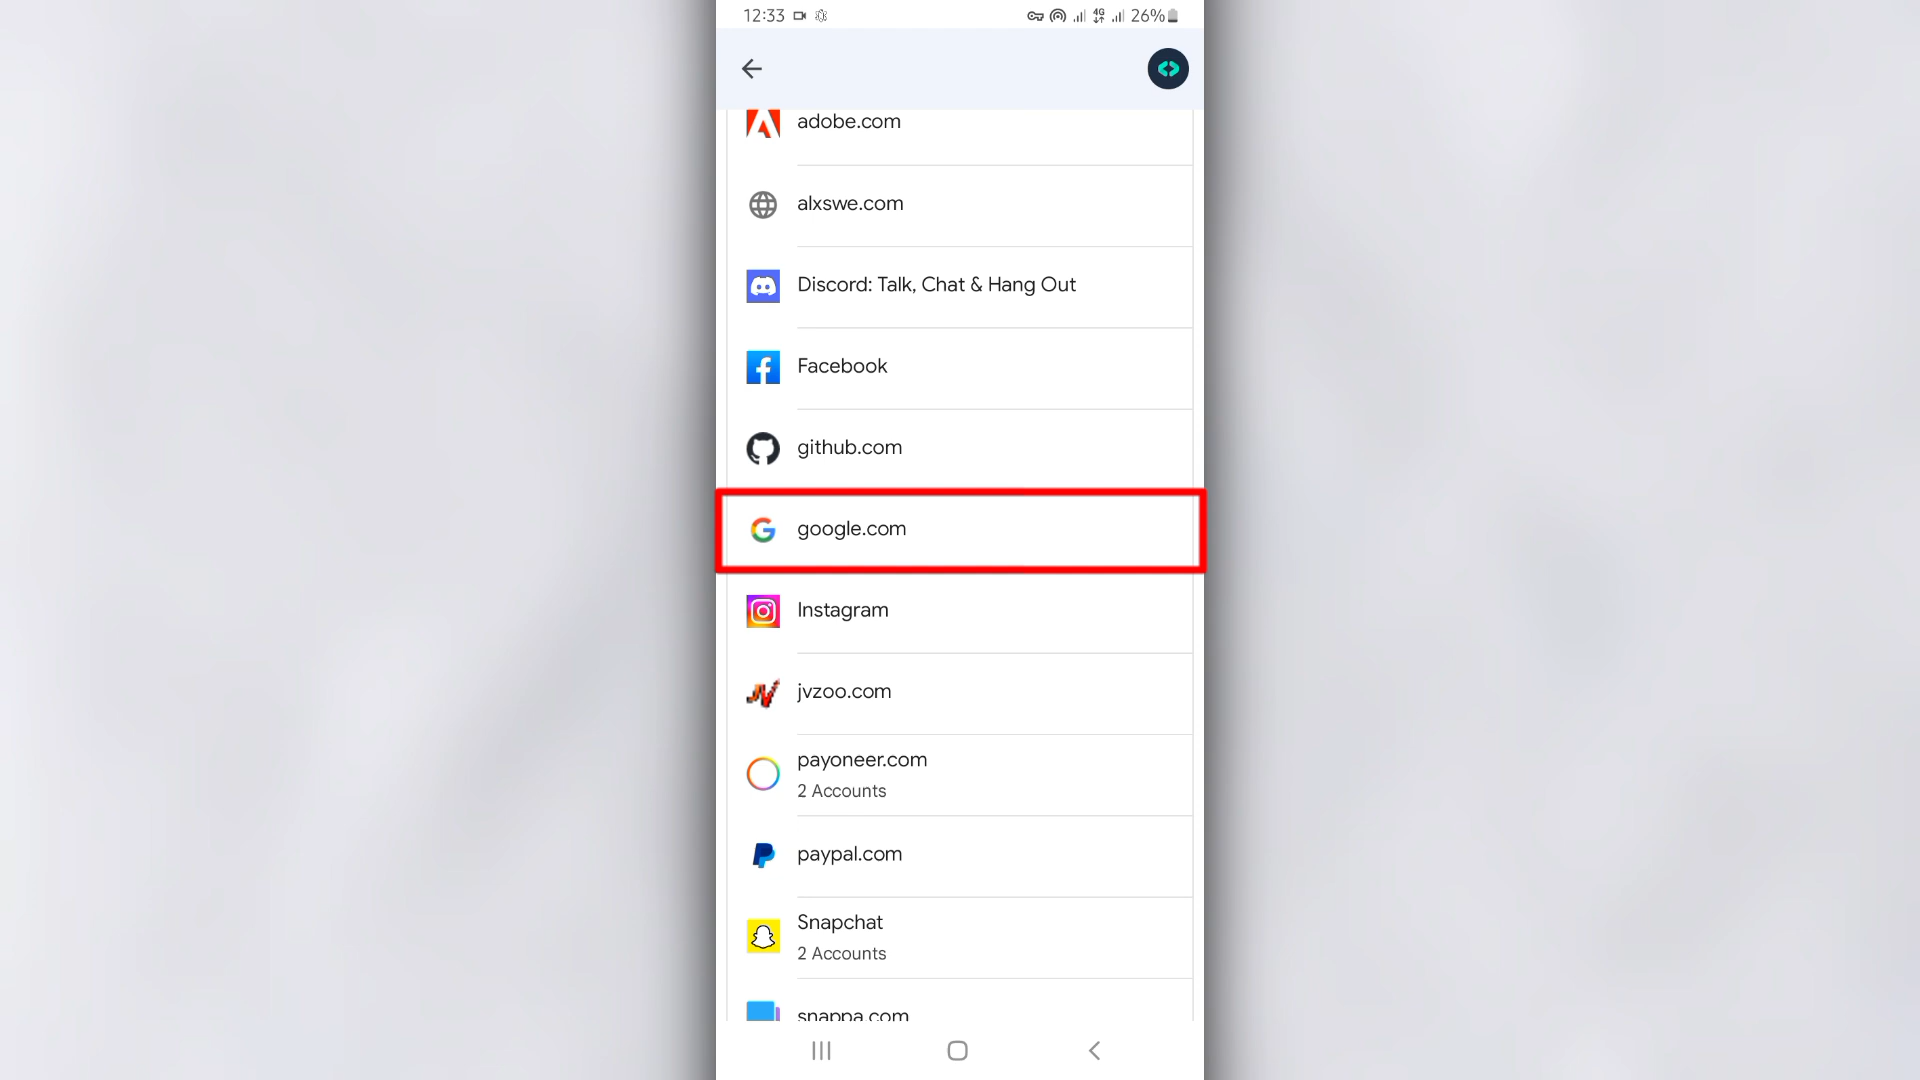 12:33 4G 26%
adobe.com
alxswe.com
Discord: Talk, Chat & Hang Out
Facebook
github.com
google.com
Instagram
jvzoo.com
payoneer.com
2 Accounts
paypal.com
Snapchat
2 Accounts
snappa.com